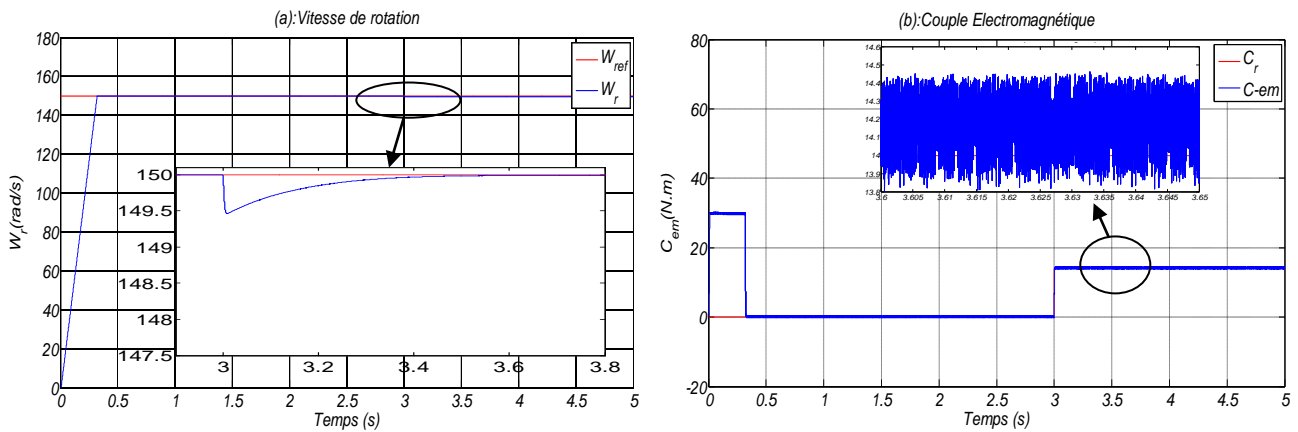 (a):Vitesse de rotation
180
160
140
120
100
80
60
40
20
0
W_r(rad/s)
W_ref
W_r
150
149.5
149
148.5
148
147.5
3 3.2 3.4 3.6 3.8
0 0.5 1 1.5 2 2.5 3 3.5 4 4.5 5
Temps (s)
(b):Couple Electromagnétique
80
60
40
20
0
-20
C_em(N.m)
C_r
C-em
14.6
14.5
14.4
14.3
14.2
14.1
14
13.9
13.8
3.6 3.605 3.61 3.615 3.62 3.625 3.63 3.635 3.64 3.645 3.65
0 0.5 1 1.5 2 2.5 3 3.5 4 4.5 5
Temps (s)